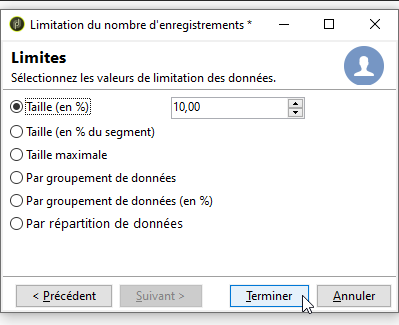 Limitation du nombre d'enregistrements *
Limites
Sélectionnez les valeurs de limitation des données.
Taille (en %) 10,00
Taille (en % du segment)
Taille maximale
Par groupement de données
Par groupement de données (en %)
Par répartition de données
< Précédent Suivant > Terminer Annuler